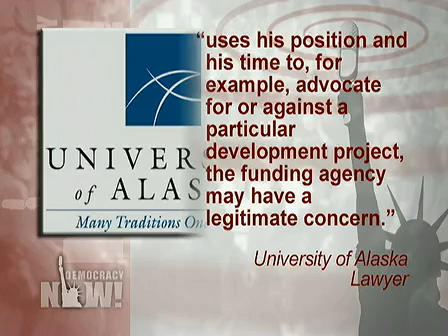 "uses his position and
his time to, for
example, advocate
for or against a
particular
development project,
the funding agency
may have a
legitimate concern."
University of Alaska
Lawyer
UNIVER
of ALAS
Many Traditions On
DEMOCRACY
NOW!